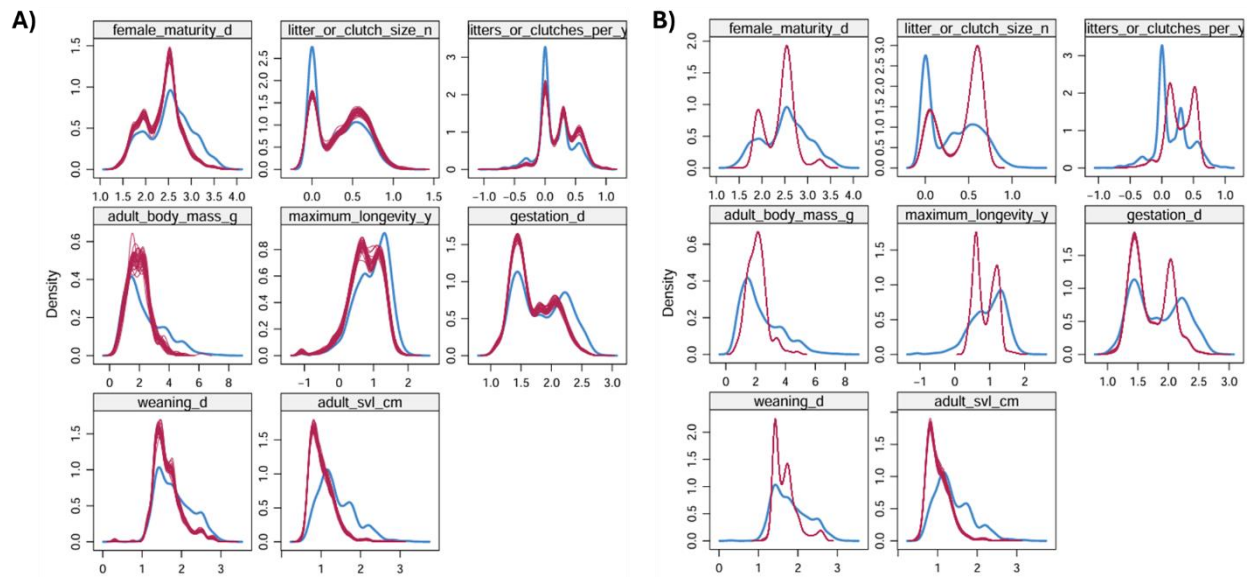 A)
female_maturity_d
litter_or_clutch_size_n
itters_or_clutches_per_y
1.5
1.0
0.5
0.0
2.5
2.0
1.5
1.0
0.5
0.0
3
2
1
0
1.0 1.5 2.0 2.5 3.0 3.5 4.0
0.0 0.5 1.0 1.5
−1.0 −0.5 0.0 0.5 1.0
adult_body_mass_g
maximum_longevity_y
gestation_d
Density
0.6
0.4
0.2
0.0
0.8
0.6
0.4
0.2
0.0
1.5
1.0
0.5
0.0
0 2 4 6 8
−1 0 1 2
1.0 1.5 2.0 2.5 3.0
weaning_d
adult_svl_cm
1.5
1.0
0.5
0.0
1.5
1.0
0.5
0.0
0 1 2 3
0 1 2 3
B)
female_maturity_d
litter_or_clutch_size_n
itters_or_clutches_per_y
2.0
1.5
1.0
0.5
0.0
3.0
2.5
2.0
1.5
1.0
0.5
0.0
3
2
1
0
1.0 1.5 2.0 2.5 3.0 3.5 4.0
0.0 0.5 1.0
−1.0 −0.5 0.0 0.5 1.0
adult_body_mass_g
maximum_longevity_y
gestation_d
Density
0.6
0.4
0.2
0.0
1.5
1.0
0.5
0.0
1.5
1.0
0.5
0.0
0 2 4 6 8
−1 0 1 2
1.0 1.5 2.0 2.5 3.0
weaning_d
adult_svl_cm
2.0
1.5
1.0
0.5
0.0
1.5
1.0
0.5
0.0
0 1 2 3
0 1 2 3